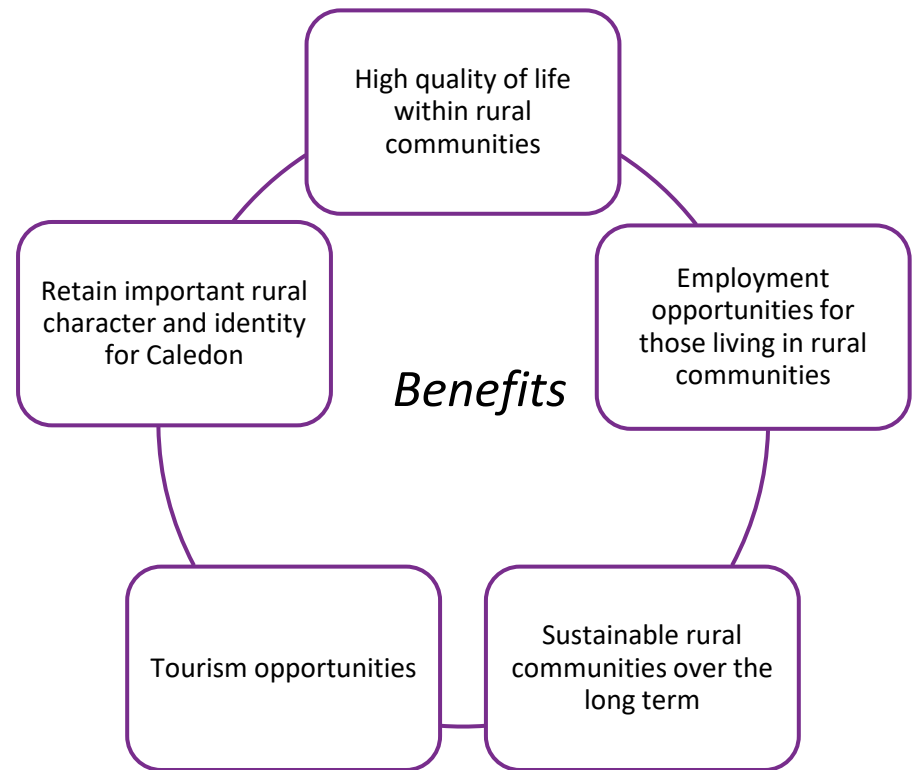 High quality of life
within rural
communities
Employment
opportunities for
those living in rural
communities
Sustainable rural
communities over the
long term
Tourism opportunities
Retain important rural
character and identity
for Caledon
Benefits